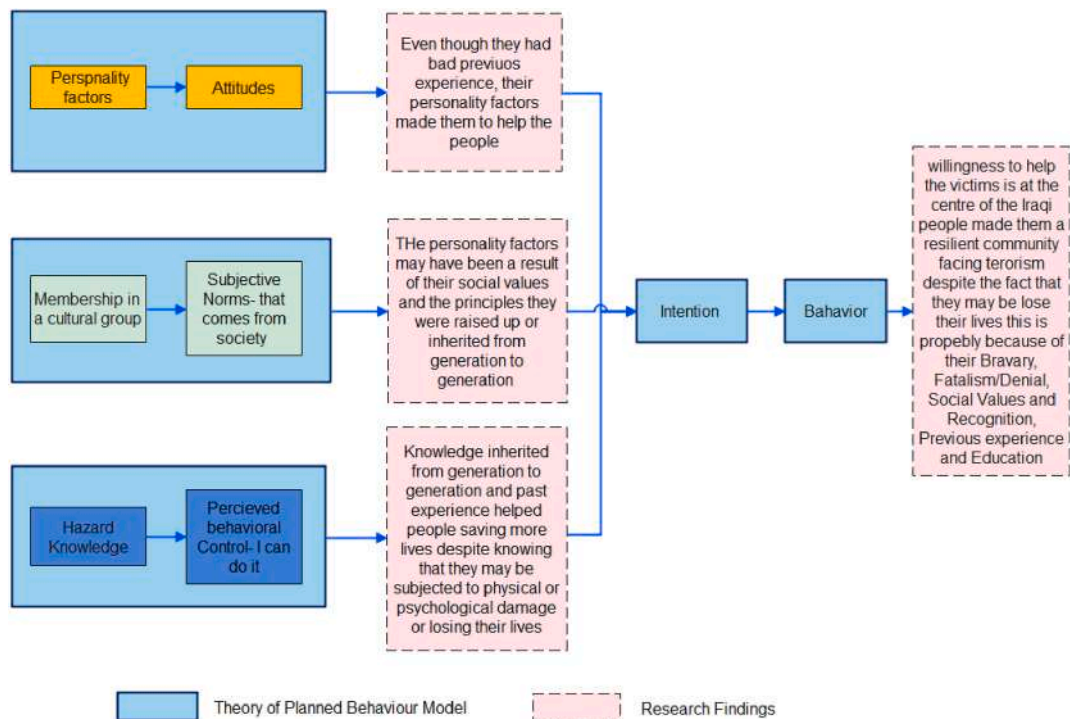 Perspnality
factors
Attitudes
Even though they had
bad previuos
experience, their
personality factors
made them to help the
people
Membership in
a cultural group
Subjective
Norms- that
comes from
society
THe personality factors
may have been a result
of their social values
and the principles they
were raised up or
inherited from
generation to
generation
Hazard
Knowledge
Percieved
behavioral
Control- I can
do it
Knowledge inherited
from generation to
generation and past
experience helped
people saving more
lives despite knowing
that they may be
subjected to physical or
psychological damage
or losing their lives
Intention
Bahavior
willingness to help
the victims is at the
centre of the Iraqi
people made them a
resilient community
facing terorism
despite the fact that
they may be lose
their lives this is
propebly because of
their Bravary,
Fatalism/Denial,
Social Values and
Recognition,
Previous experience
and Education
Theory of Planned Behaviour Model
Research Findings